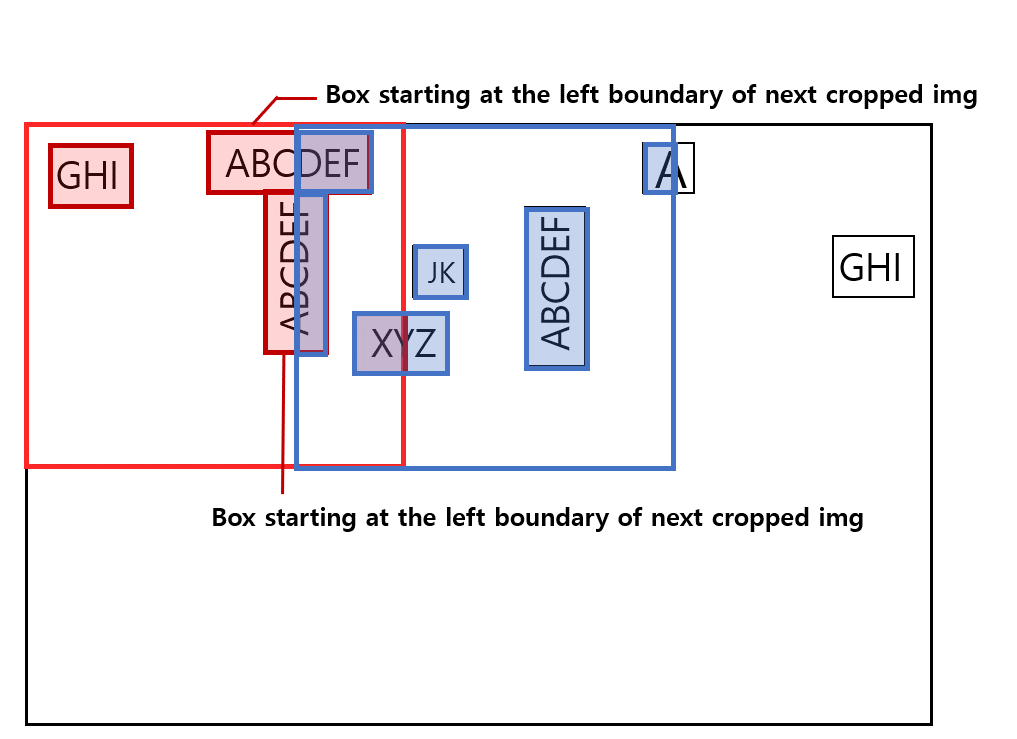 Box starting at the left boundary of next cropped img
GHI
ABCDEF
A
ABCDEF
ABCDEF
GHI
JK
XYZ
Box starting at the left boundary of next cropped img